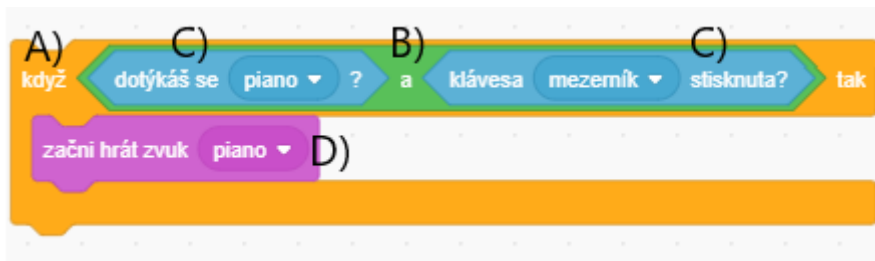 A) C) B) C)
když dotýkáš se piano ? a klávesa mezerník stisknuta? tak
začni hrát zvuk piano D)